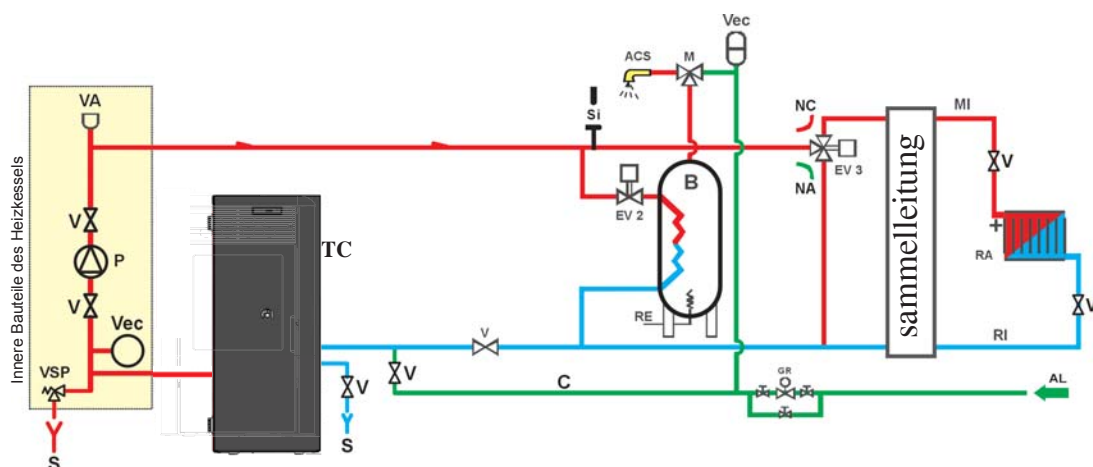 Vec
ACS
M
VA
Si
NC
MI
Innere Bauteile des Heizkessels
V
EV 3
B
NA
sammelleitung
EV 2
V
TC
+
RA
P
V
Vec
RE
V
V
RI
VSP
V
V
C
GR
AL
S
S